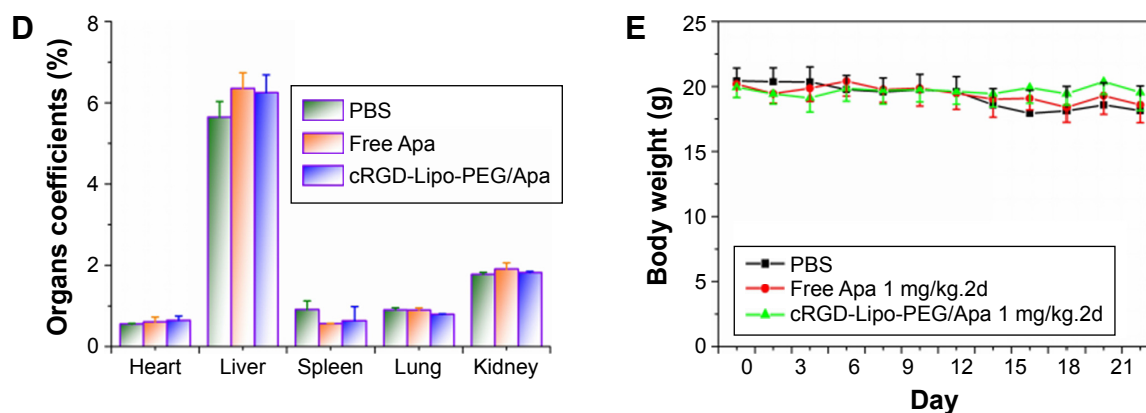 D
Organs coefficients (%)
8
6
4
2
0
PBS
Free Apa
cRGD-Lipo-PEG/Apa
Heart Liver Spleen Lung Kidney
E
Body weight (g)
25
20
15
10
5
0
PBS
Free Apa 1 mg/kg.2d
cRGD-Lipo-PEG/Apa 1 mg/kg.2d
0 3 6 9 12 15 18 21
Day